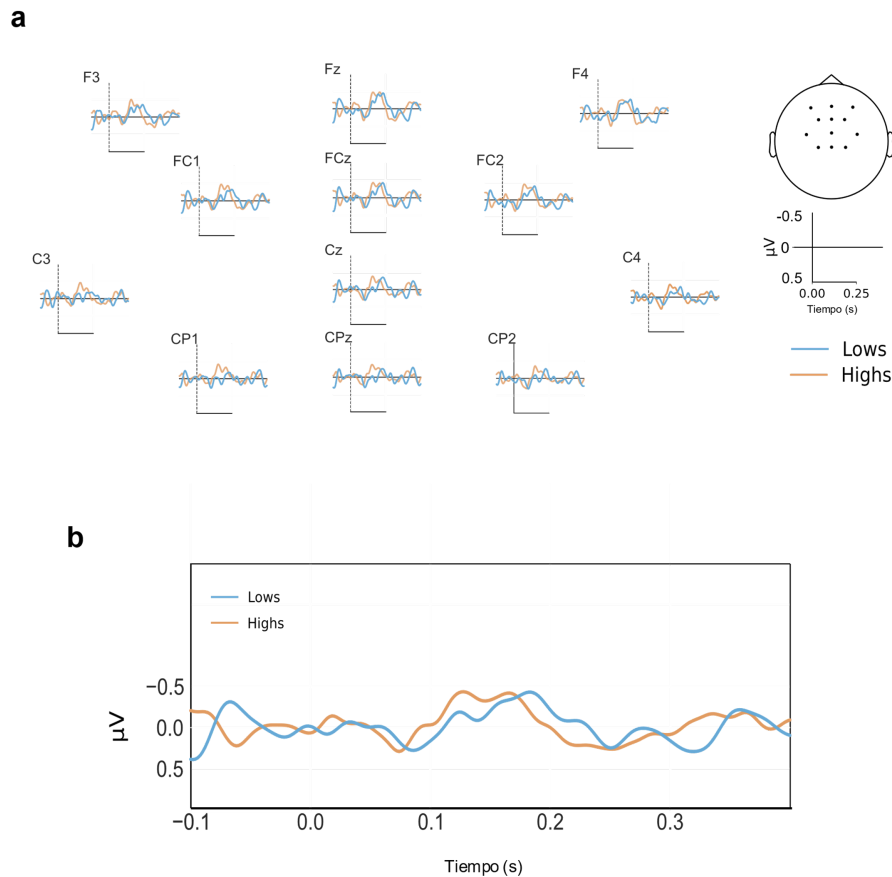 a
F3
Fz
F4
FC1
FCz
FC2
C3
Cz
C4
CP1
CPz
CP2
-0.5
0
0.5
µV
0.00 0.25
Tiempo (s)
Lows
Highs
b
Lows
Highs
−0.5
0.0
0.5
µV
−0.1 0.0 0.1 0.2 0.3
Tiempo (s)